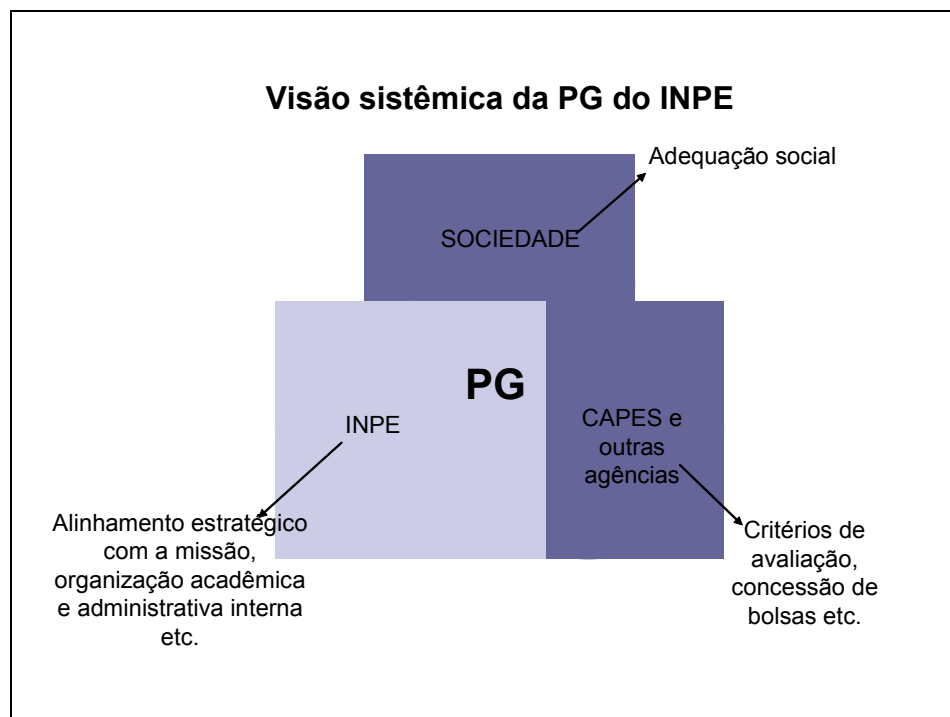 Visão sistêmica da PG do INPE
Adequação social
SOCIEDADE
PG
INPE
CAPES e
outras
agências
Alinhamento estratégico
com a missão,
organização acadêmica
e administrativa interna
etc.
Critérios de
avaliação,
concessão de
bolsas etc.